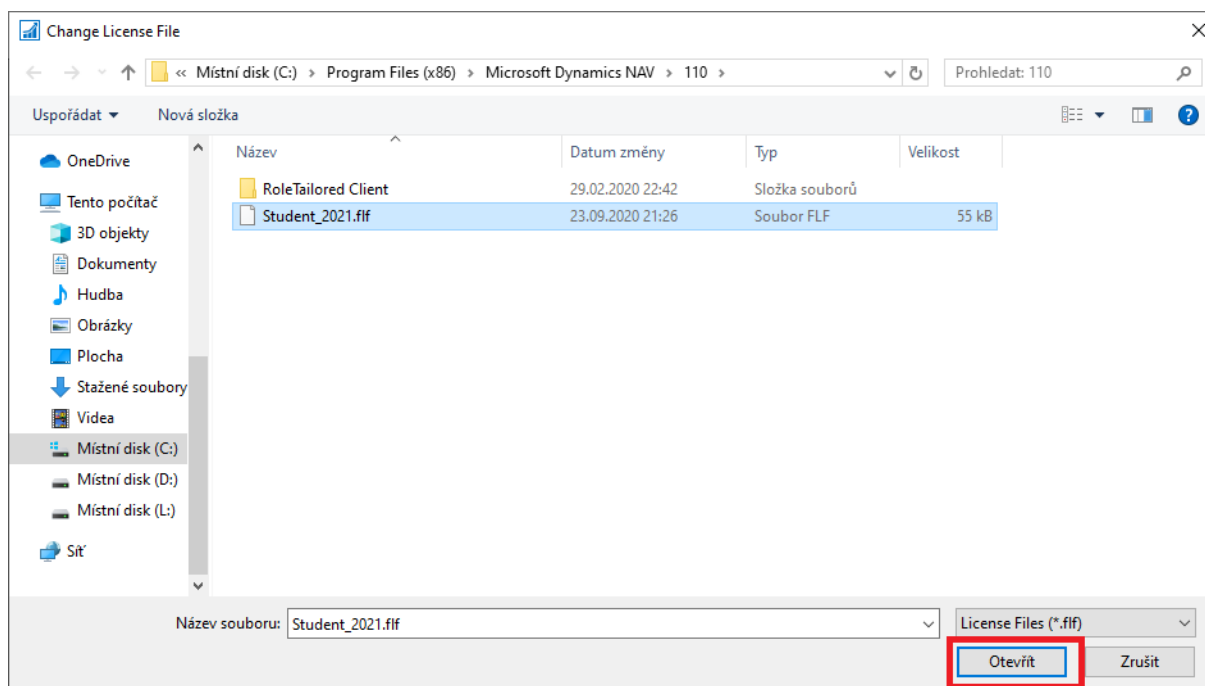 Change License File
« Místní disk (C:) > Program Files (x86) > Microsoft Dynamics NAV > 110 >
Prohledat: 110
Uspořádat
Nová složka
Název
Datum změny
Typ
Velikost
OneDrive
Tento počítač
3D objekty
Dokumenty
Hudba
Obrázky
Plocha
Stažené soubory
Videa
Místní disk (C:)
Místní disk (D:)
Místní disk (L:)
Síť
RoleTailored Client 29.02.2020 22:42 Složka souborů
Student_2021.flf 23.09.2020 21:26 Soubor FLF 55 kB
Název souboru: Student_2021.flf
License Files (*.flf)
Otevřít
Zrušit